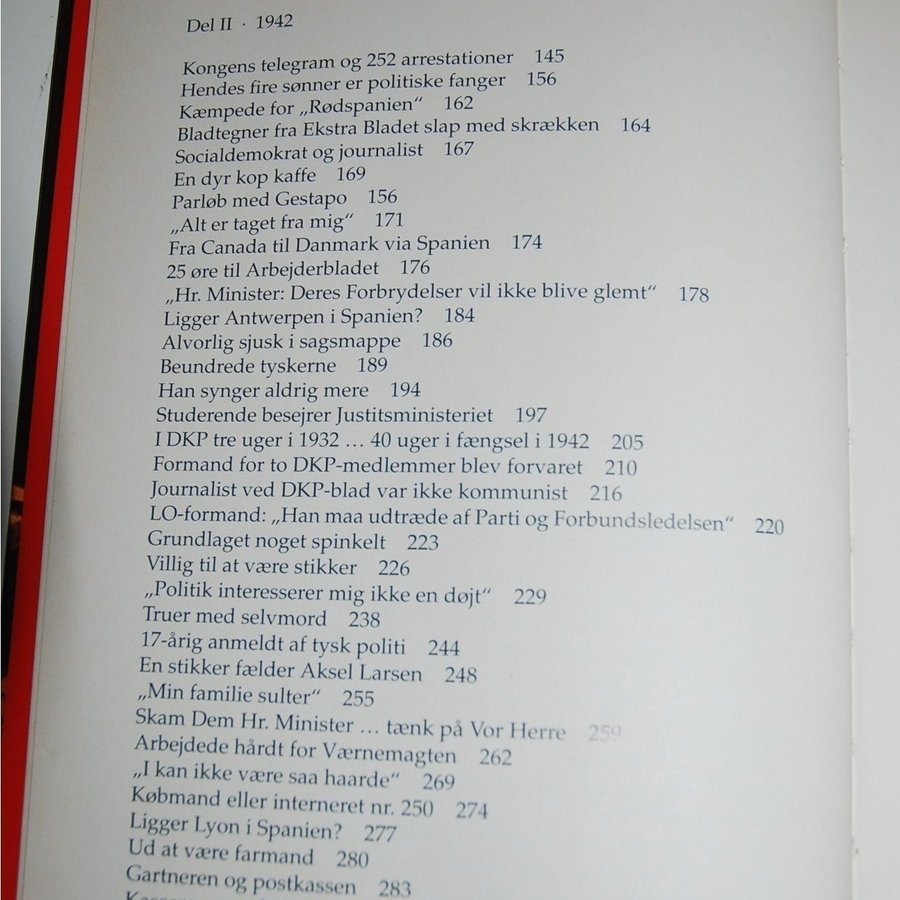 Del II · 1942
Kongens telegram og 252 arrestationer 145
Hendes fire sønner er politiske fanger 156
Kæmpede for „Rødspanien“ 162
Bladtegner fra Ekstra Bladet slap med skrækken 164
Socialdemokrat og journalist 167
En dyr kop kaffe 169
Parløb med Gestapo 156
„Alt er taget fra mig“ 171
Fra Canada til Danmark via Spanien 174
25 øre til Arbejderbladet 176
„Hr. Minister: Deres Forbrydelser vil ikke blive glemt“ 178
Ligger Antwerpen i Spanien? 184
Alvorlig sjusk i sagsmappe 186
Beundrede tyskerne 189
Han synger aldrig mere 194
Studerende besejrer Justitsministeriet 197
I DKP tre uger i 1932 … 40 uger i fængsel i 1942 205
Formand for to DKP-medlemmer blev forvaret 210
Journalist ved DKP-blad var ikke kommunist 216
LO-formand: „Han maa udtræde af Parti og Forbundsledelsen“ 220
Grundlaget noget spinkelt 223
Villig til at være stikker 226
„Politik interesserer mig ikke en døjt“ 229
Truer med selvmord 238
17-årig anmeldt af tysk politi 244
En stikker fælder Aksel Larsen 248
„Min familie sulter“ 255
Skam Dem Hr. Minister … tænk på Vor Herre 259
Arbejdede hårdt for Værnemagten 262
„I kan ikke være saa haarde“ 269
Købmand eller interneret nr. 250 274
Ligger Lyon i Spanien? 277
Ud at være farmand 280
Gartneren og postkassen 283